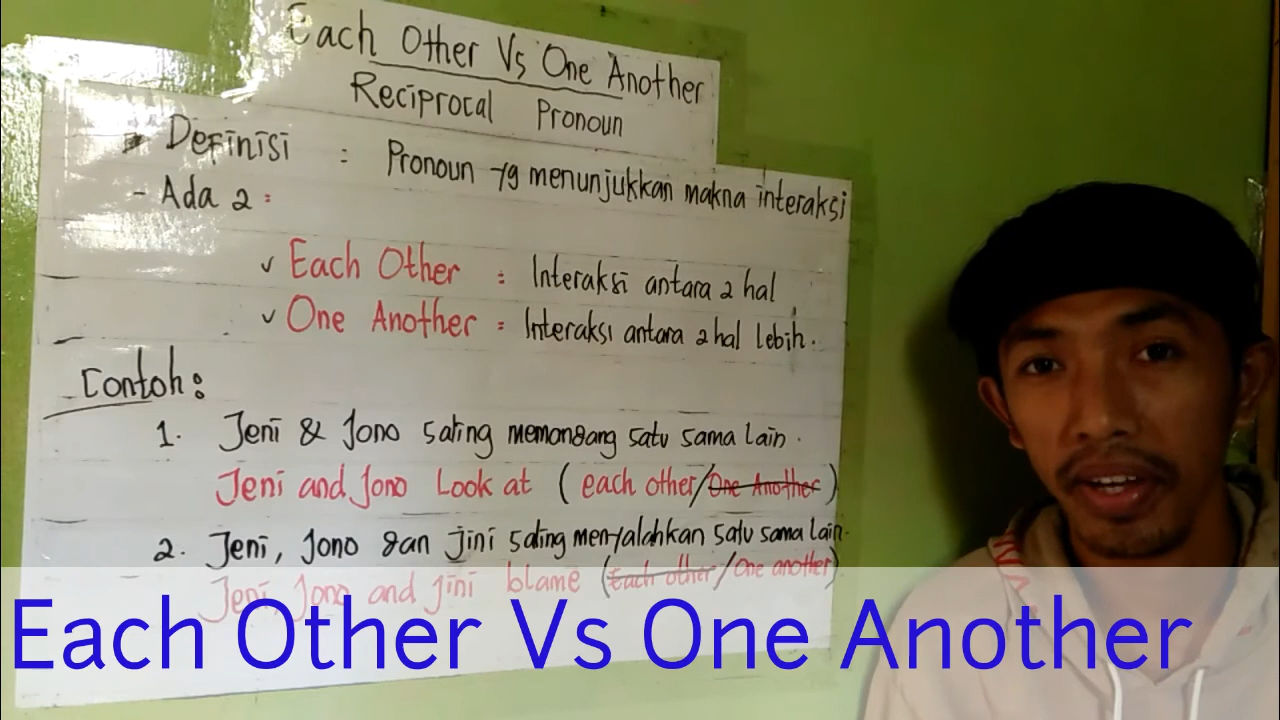 Each Other Vs One Another
Reciprocal Pronoun
Definisi : Pronoun yg menunjukkan makna interaksi
- Ada 2 :
✓ Each Other = Interaksi antara 2 hal
✓ One Another = Interaksi antara 2 hal lebih.
Contoh :
1. Jeni & Jono saling memandang satu sama lain.
Jeni and Jono Look at (each other/One Another)
2. Jeni, Jono dan Jini saling menyalahkan satu sama lain.
Jeni, Jono and Jini blame (Each other/One another).
Each Other Vs One Another